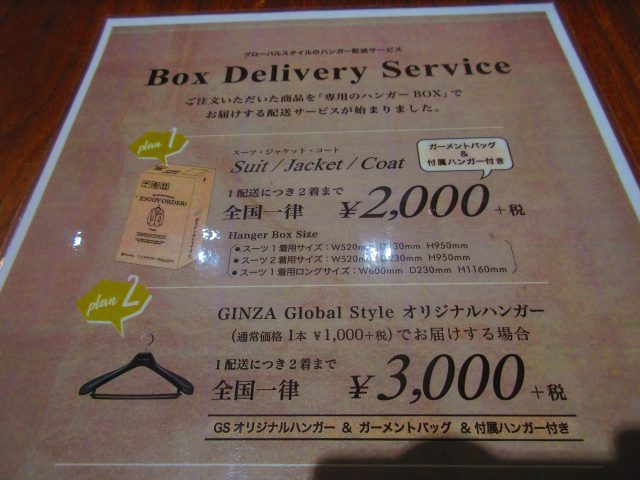 グローバルスタイルのハンガー配送サービス
Box Delivery Service
ご注文いただいた商品を「専用のハンガーBOX」で
お届けする配送サービスが始まりました。
plan 1
ENJOY ORDER!
スーツ・ジャケット・コート
Suit / Jacket / Coat
ガーメントバッグ
&
付属ハンガー付き
1配送につき2着まで
全国一律 ¥2,000 +税
Hanger Box Size
● スーツ1着用サイズ：W520mm D130mm H950mm
● スーツ2着用サイズ：W520mm D230mm H950mm
● スーツ1着用ロングサイズ：W600mm D230mm H1160mm
plan 2
GINZA Global Style オリジナルハンガー
(通常価格 1本 ¥1,000+税)でお届けする場合
1配送につき2着まで
全国一律 ¥3,000 +税
GSオリジナルハンガー & ガーメントバッグ & 付属ハンガー付き